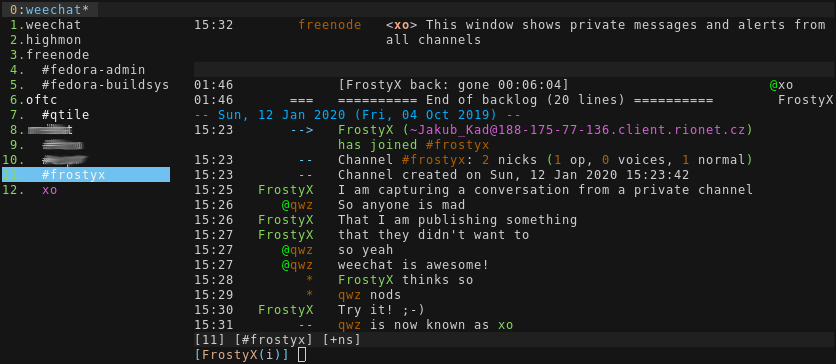 0:weechat*
1.weechat
2.highmon
3.freenode
4. #fedora-admin
5. #fedora-buildsys
6.oftc
7. #qtile
8.
9.
10.
11. #frostyx
12. xo
15:32 freenode <xo> This window shows private messages and alerts from
all channels
01:46 [FrostyX back: gone 00:06:04] @xo
01:46 === ========== End of backlog (20 lines) ========== FrostyX
-- Sun, 12 Jan 2020 (Fri, 04 Oct 2019) --
15:23 --> FrostyX (~Jakub_Kad@188-175-77-136.client.rionet.cz)
has joined #frostyx
15:23 -- Channel #frostyx: 2 nicks (1 op, 0 voices, 1 normal)
15:23 -- Channel created on Sun, 12 Jan 2020 15:23:42
15:25 FrostyX I am capturing a conversation from a private channel
15:26 @qwz So anyone is mad
15:26 FrostyX That I am publishing something
15:27 FrostyX that they didn't want to
15:27 @qwz so yeah
15:27 @qwz weechat is awesome!
15:28 * FrostyX thinks so
15:29 * qwz nods
15:30 FrostyX Try it! ;-)
15:31 -- qwz is now known as xo
[11] [#frostyx] [+ns]
[FrostyX(i)]